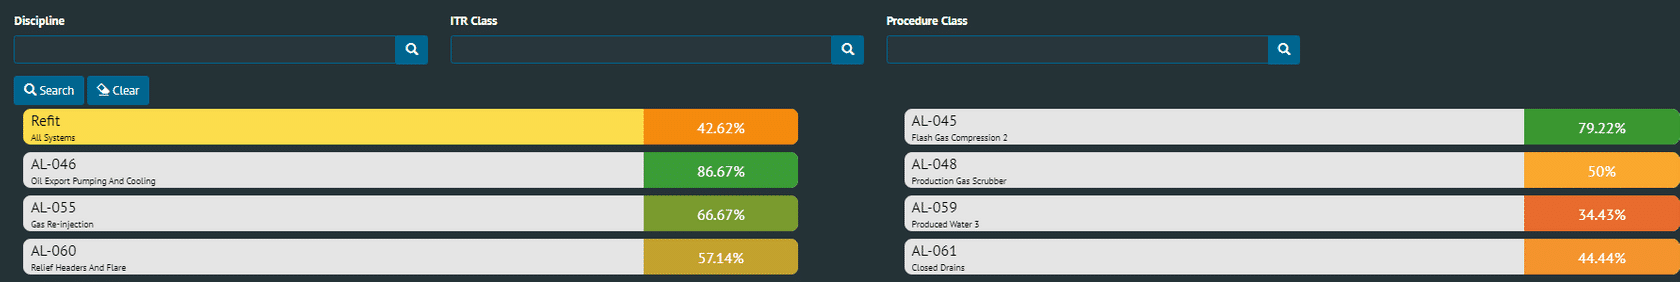 Discipline
ITR Class
Procedure Class
Search
Clear
Refit
All Systems
42.62%
AL-045
Flash Gas Compression 2
79.22%
AL-046
Oil Export Pumping And Cooling
86.67%
AL-048
Production Gas Scrubber
50%
AL-055
Gas Re-injection
66.67%
AL-059
Produced Water 3
34.43%
AL-060
Relief Headers And Flare
57.14%
AL-061
Closed Drains
44.44%